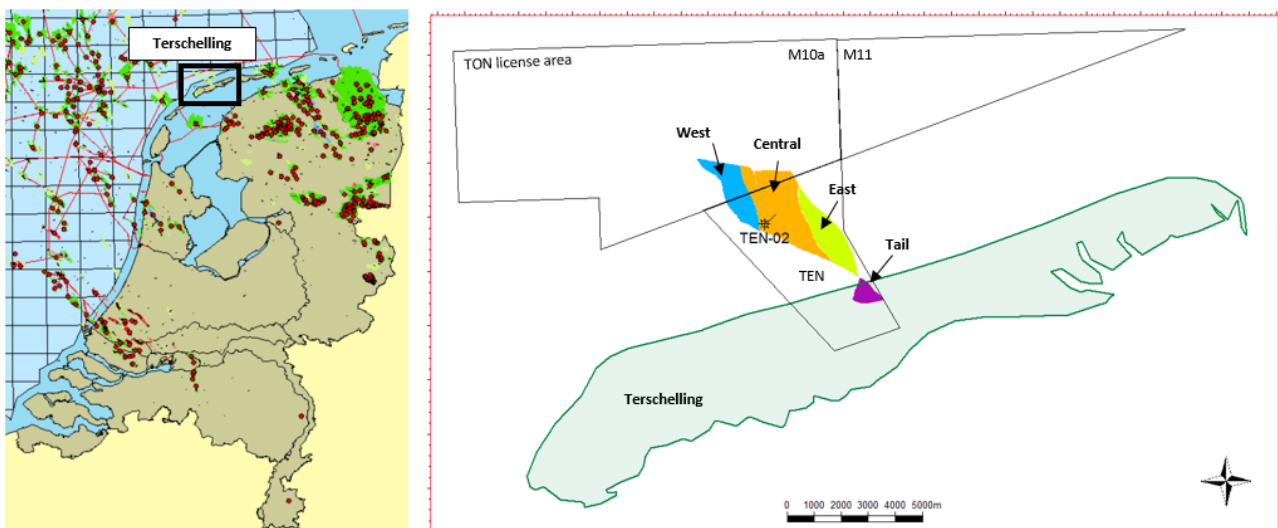 Terschelling
TON license area
M10a
M11
West
Central
East
TEN-02
Tail
TEN
Terschelling
0 1000 2000 3000 4000 5000m